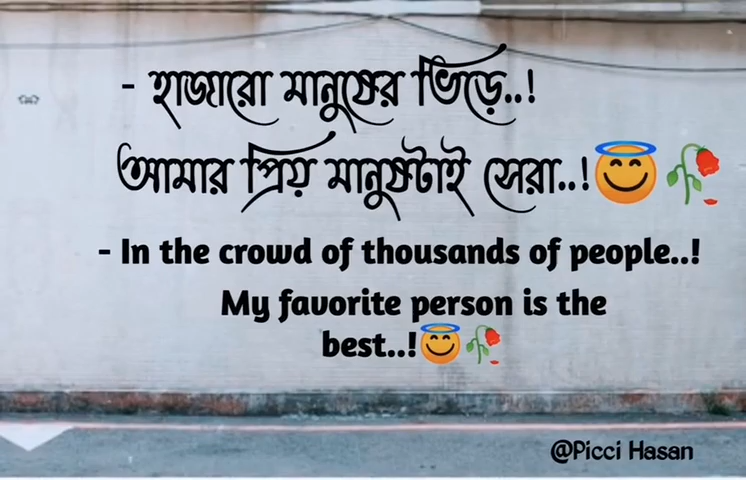 - হাজারো মানুষের ভিড়ে..!
আমার প্রিয় মানুষটাই সেরা..!😇🥀
- In the crowd of thousands of people..!
My favorite person is the
best..!😇🥀
@Picci Hasan